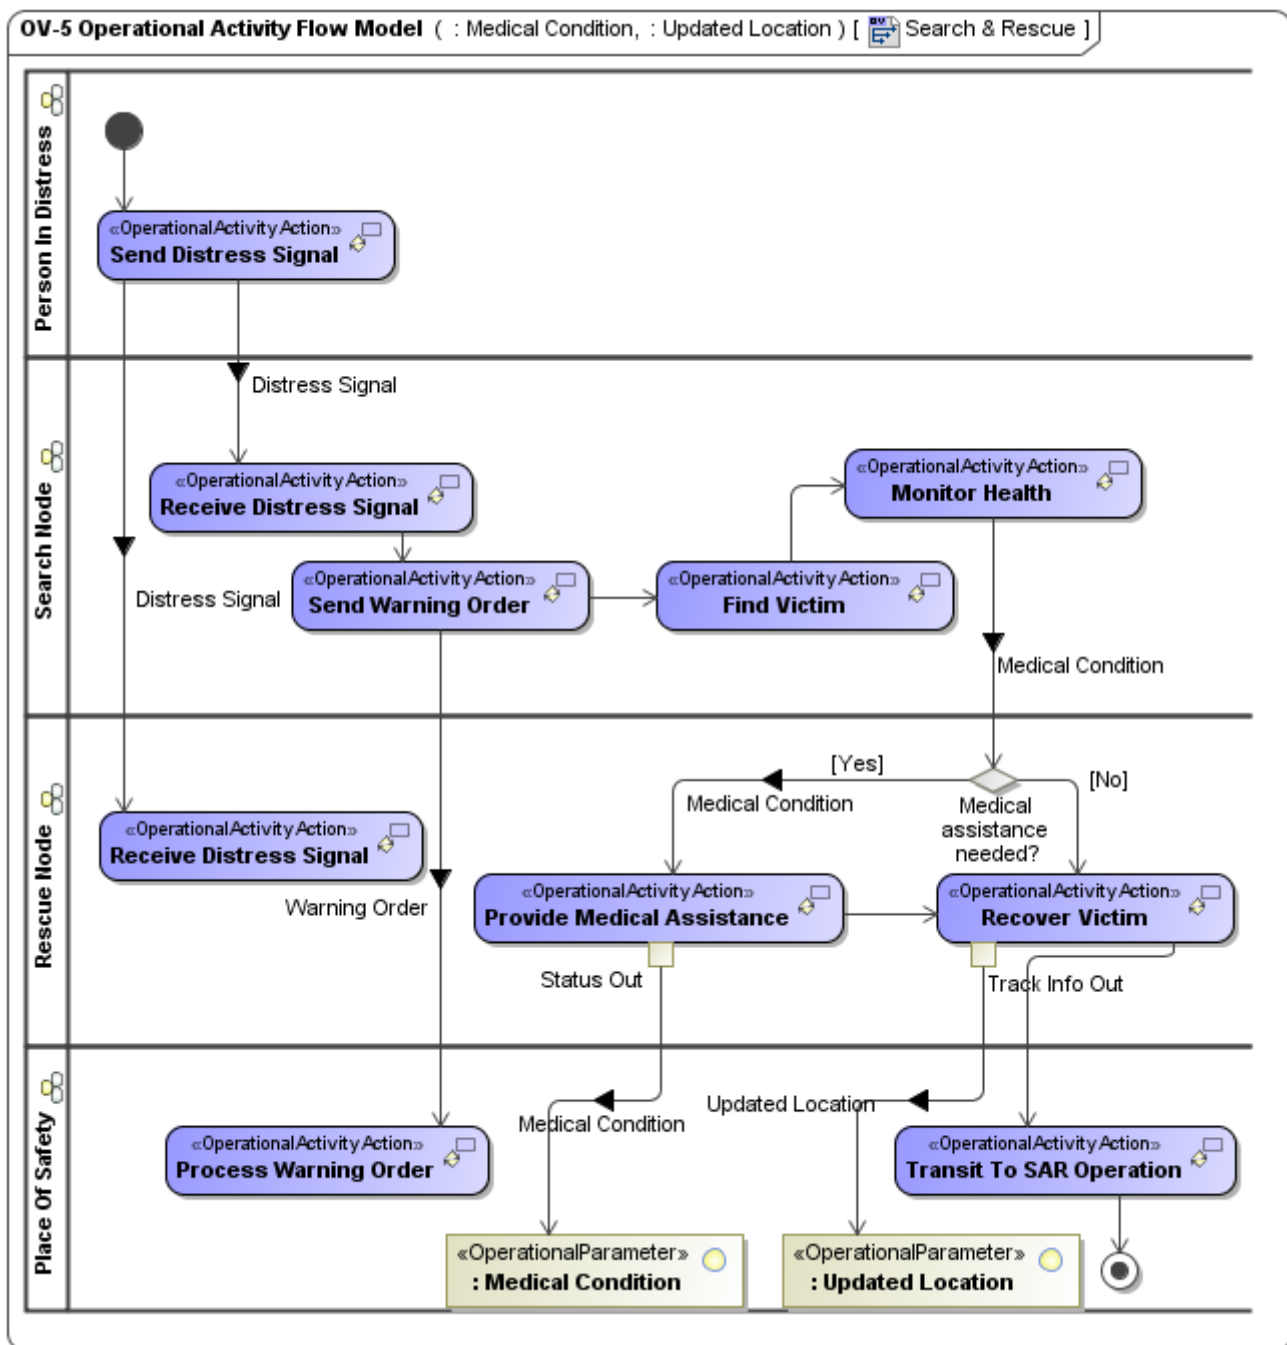 OV-5 Operational Activity Flow Model ( : Medical Condition, : Updated Location ) [ Search & Rescue ]
Person In Distress
«OperationalActivityAction»
Send Distress Signal
Search Node
Distress Signal
«OperationalActivityAction»
Receive Distress Signal
«OperationalActivityAction»
Monitor Health
Distress Signal
«OperationalActivityAction»
Send Warning Order
«OperationalActivityAction»
Find Victim
Medical Condition
Rescue Node
[Yes]
[No]
Medical Condition
Medical
assistance
needed?
«OperationalActivityAction»
Receive Distress Signal
Warning Order
«OperationalActivityAction»
Provide Medical Assistance
«OperationalActivityAction»
Recover Victim
Status Out
Track Info Out
Place Of Safety
Medical Condition
Updated Location
«OperationalActivityAction»
Process Warning Order
«OperationalActivityAction»
Transit To SAR Operation
«OperationalParameter»
: Medical Condition
«OperationalParameter»
: Updated Location